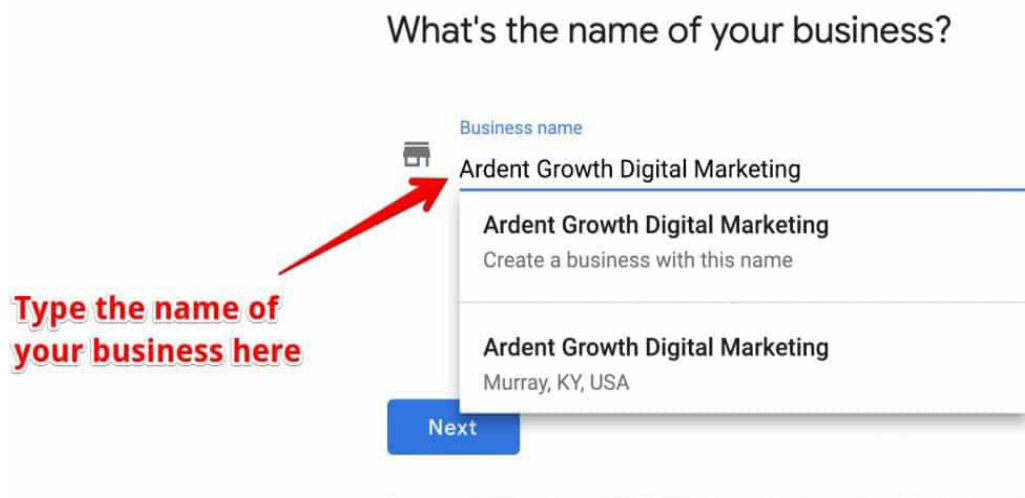 What's the name of your business?
Business name
Ardent Growth Digital Marketing
Ardent Growth Digital Marketing
Create a business with this name
Type the name of
your business here
Ardent Growth Digital Marketing
Murray, KY, USA
Next